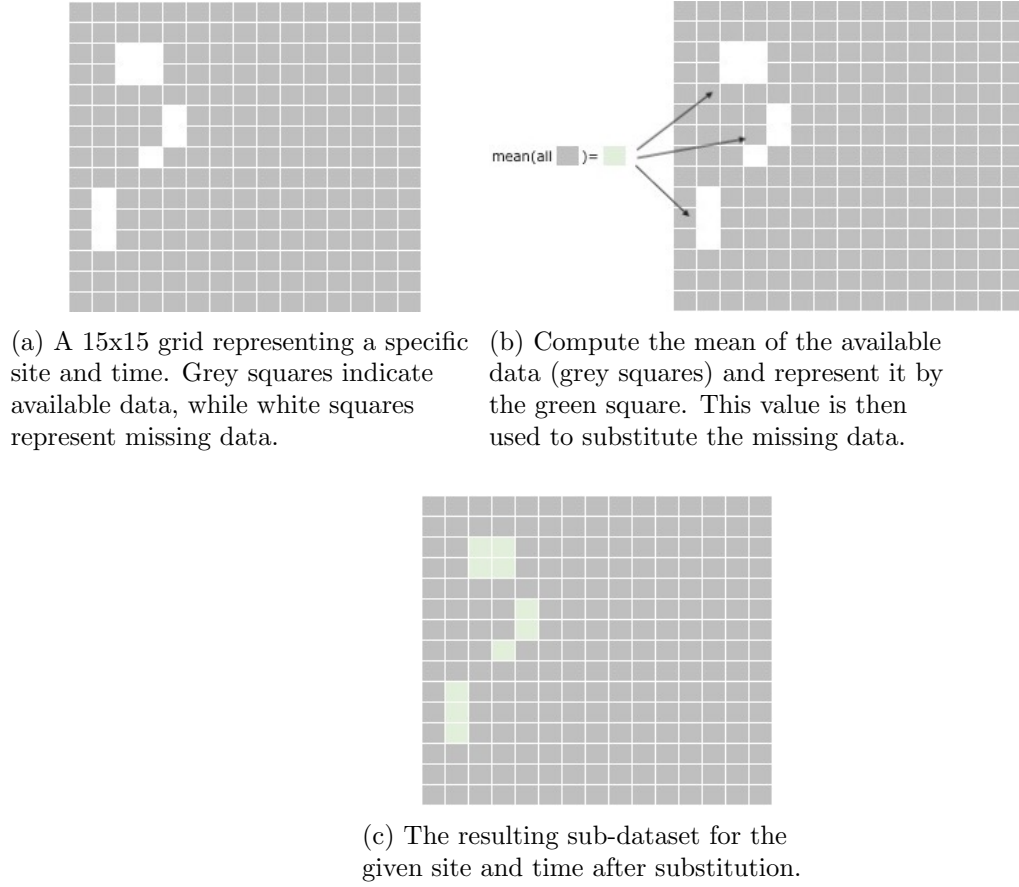 mean(all )=
(a) A 15x15 grid representing a specific
site and time. Grey squares indicate
available data, while white squares
represent missing data.
(b) Compute the mean of the available
data (grey squares) and represent it by
the green square. This value is then
used to substitute the missing data.
(c) The resulting sub-dataset for the
given site and time after substitution.